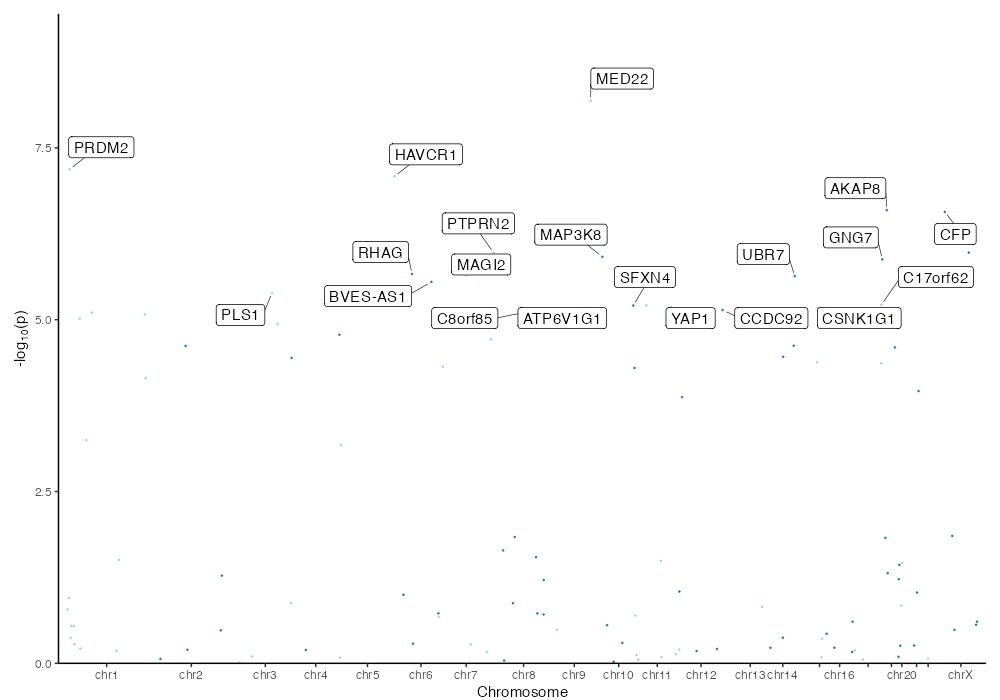 MED22
PRDM2
7.5
HAVCR1
AKAP8
PTPRN2
MAP3K8
CFP
GNG7
RHAG
UBR7
MAGI2
SFXN4
C17orf62
BVES-AS1
PLS1
C8orf85
ATP6V1G1
YAP1
CCDC92
CSNK1G1
5.0
-log10(p)
2.5
0.0
chr1 chr2 chr3 chr4 chr5 chr6 chr7 chr8 chr9 chr10 chr11 chr12 chr13 chr14 chr16 chr20 chrX
Chromosome